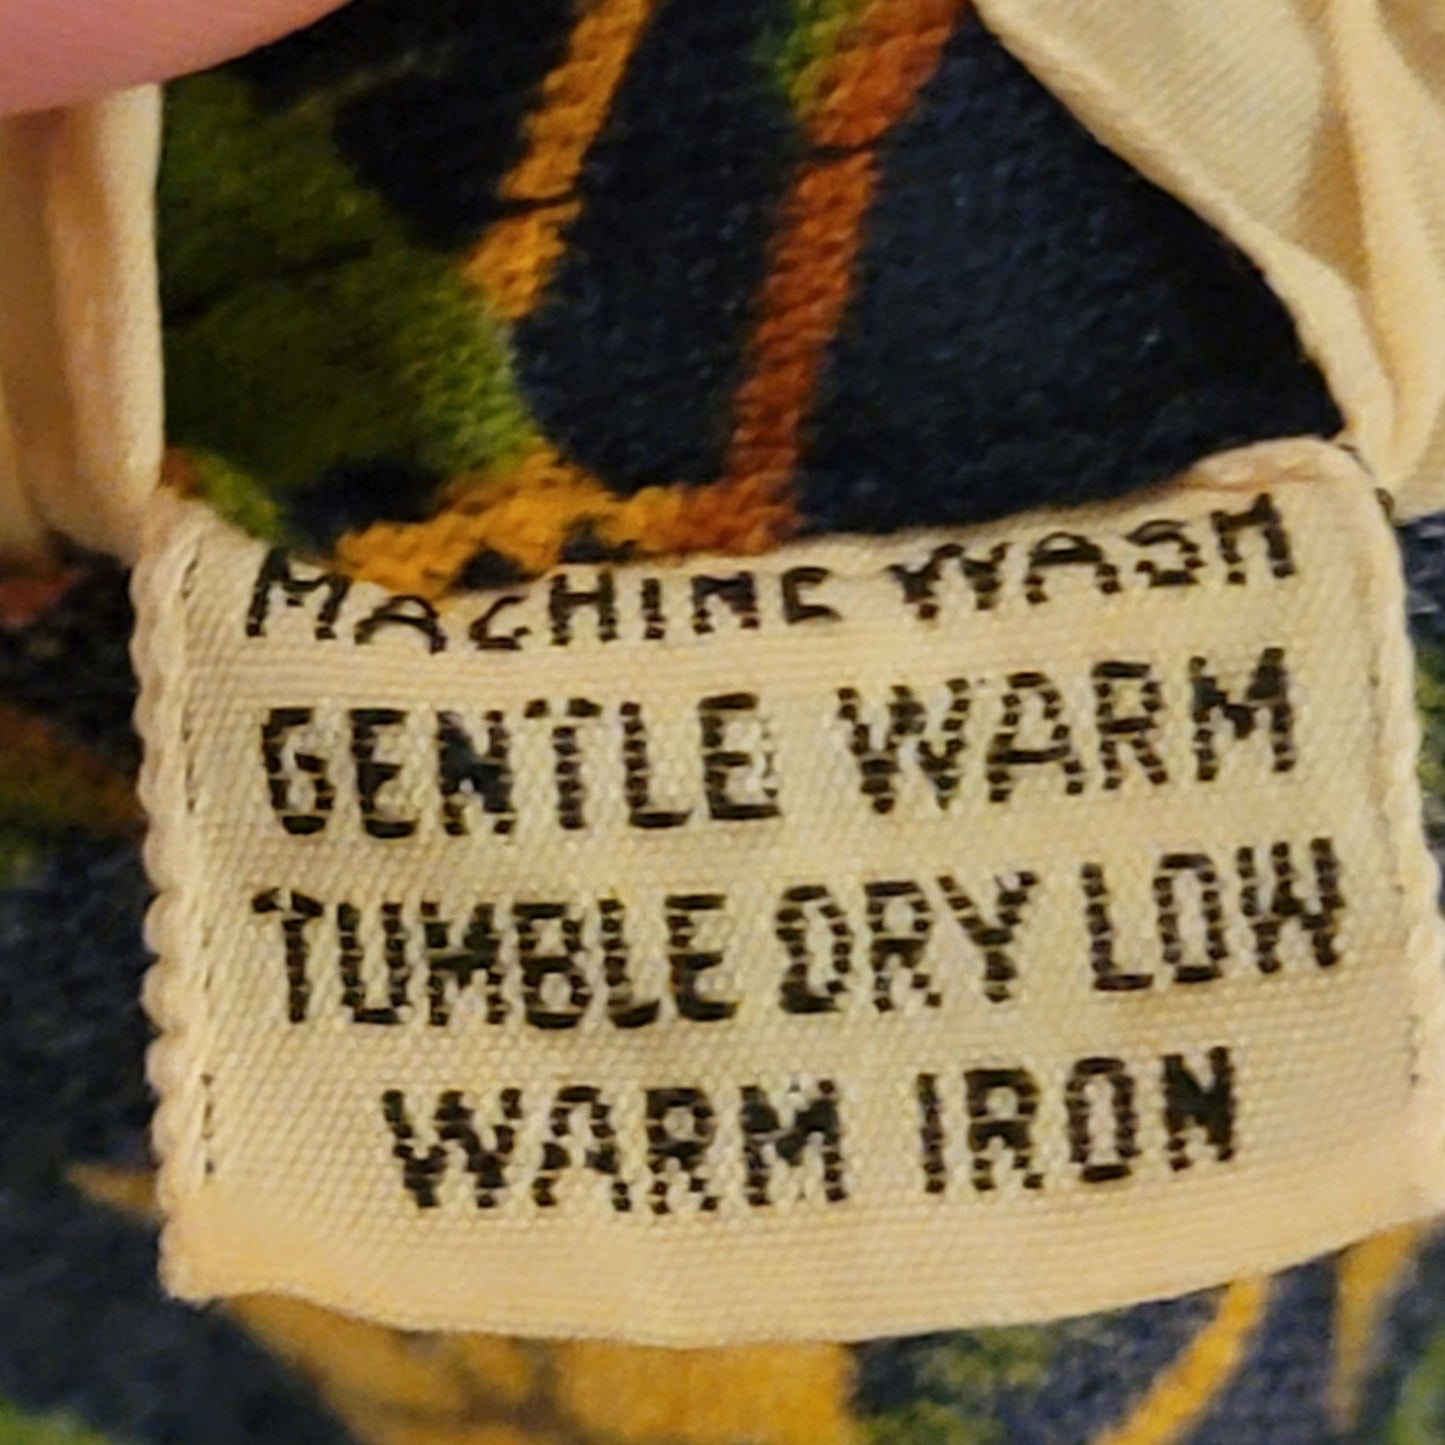 MACHINE WASH
GENTLE WARM
TUMBLE DRY LOW
WARM IRON